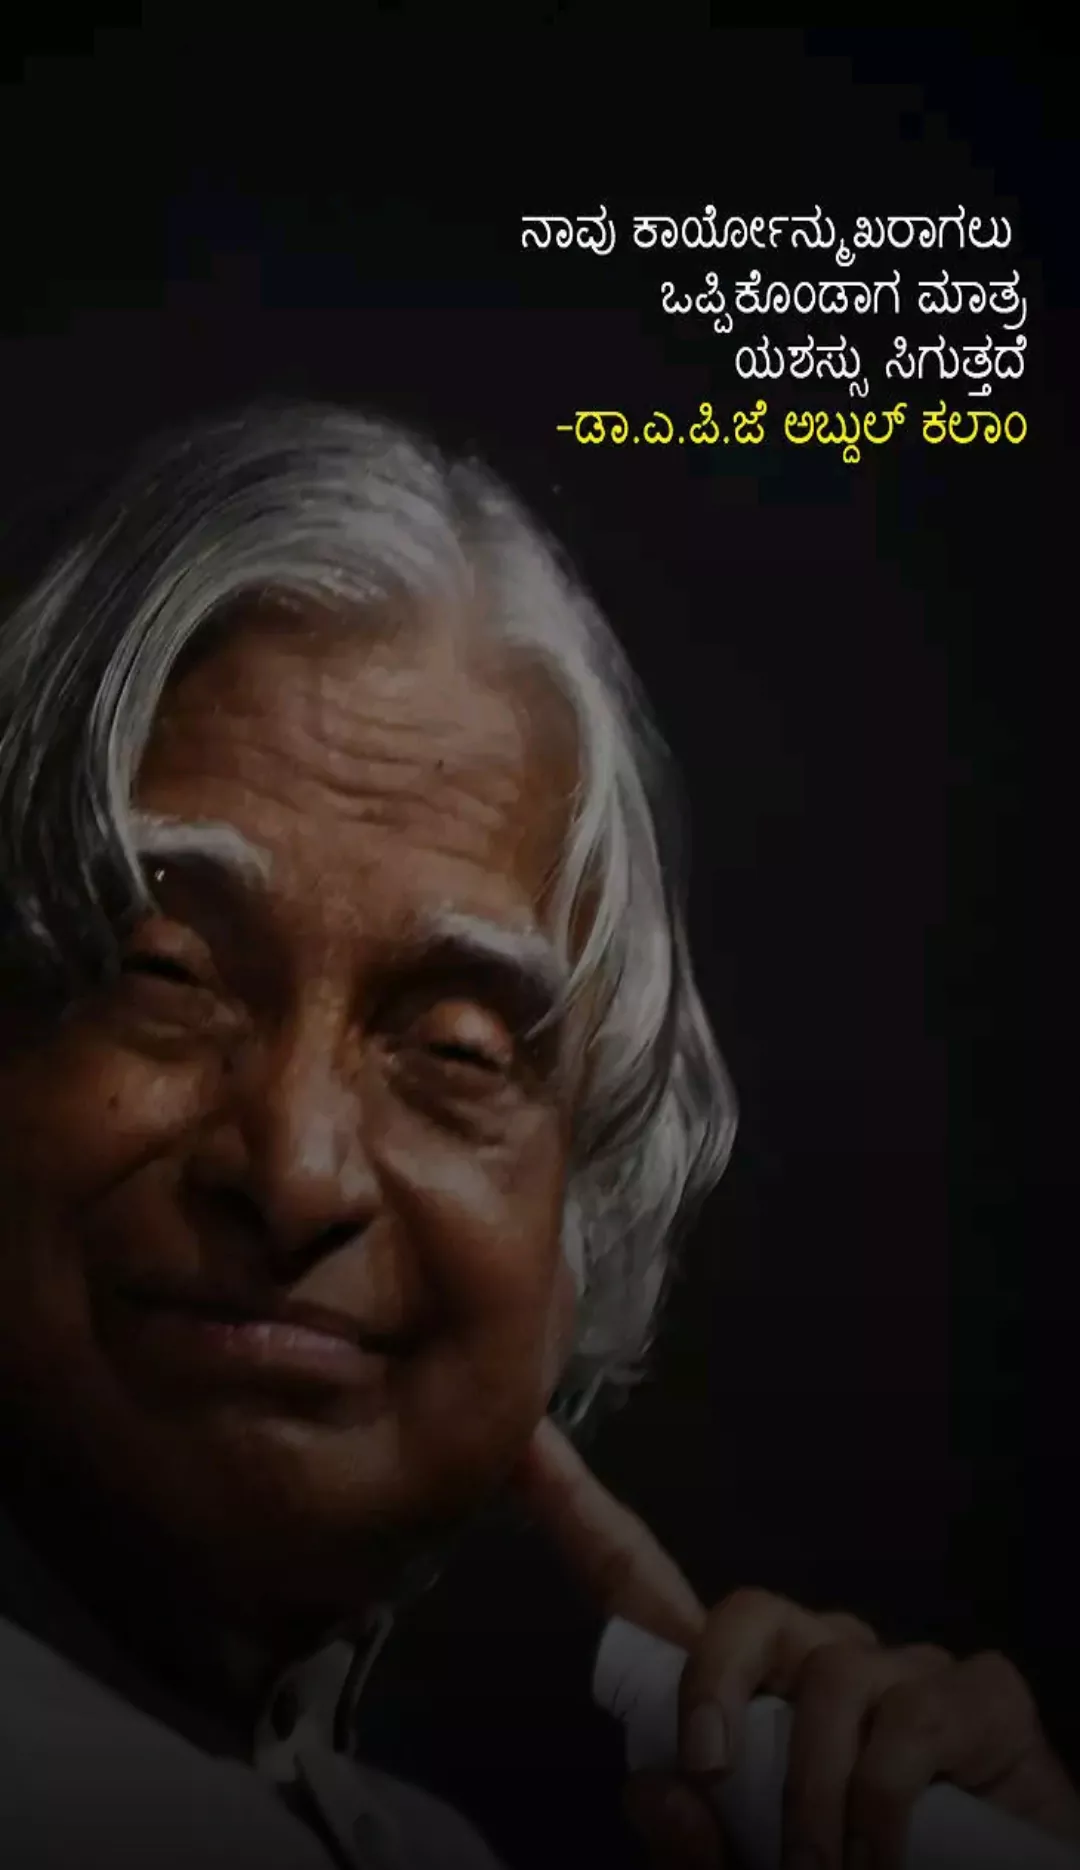 ನಾವು ಕಾರ್ಯೋನ್ಮುಖರಾಗಲು
ಒಪ್ಪಿಕೊಂಡಾಗ ಮಾತ್ರ
ಯಶಸ್ಸು ಸಿಗುತ್ತದೆ
-ಡಾ.ಎ.ಪಿ.ಜೆ ಅಬ್ದುಲ್ ಕಲಾಂ